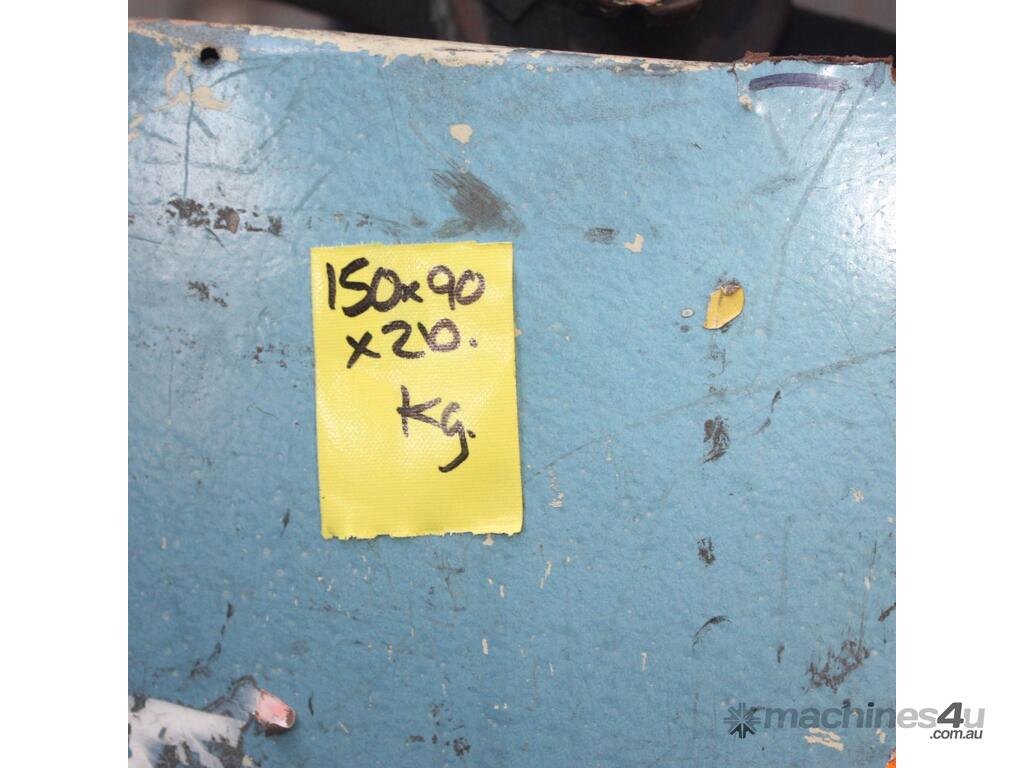 150x90
x210.
Kg.
machines4u
.com.au